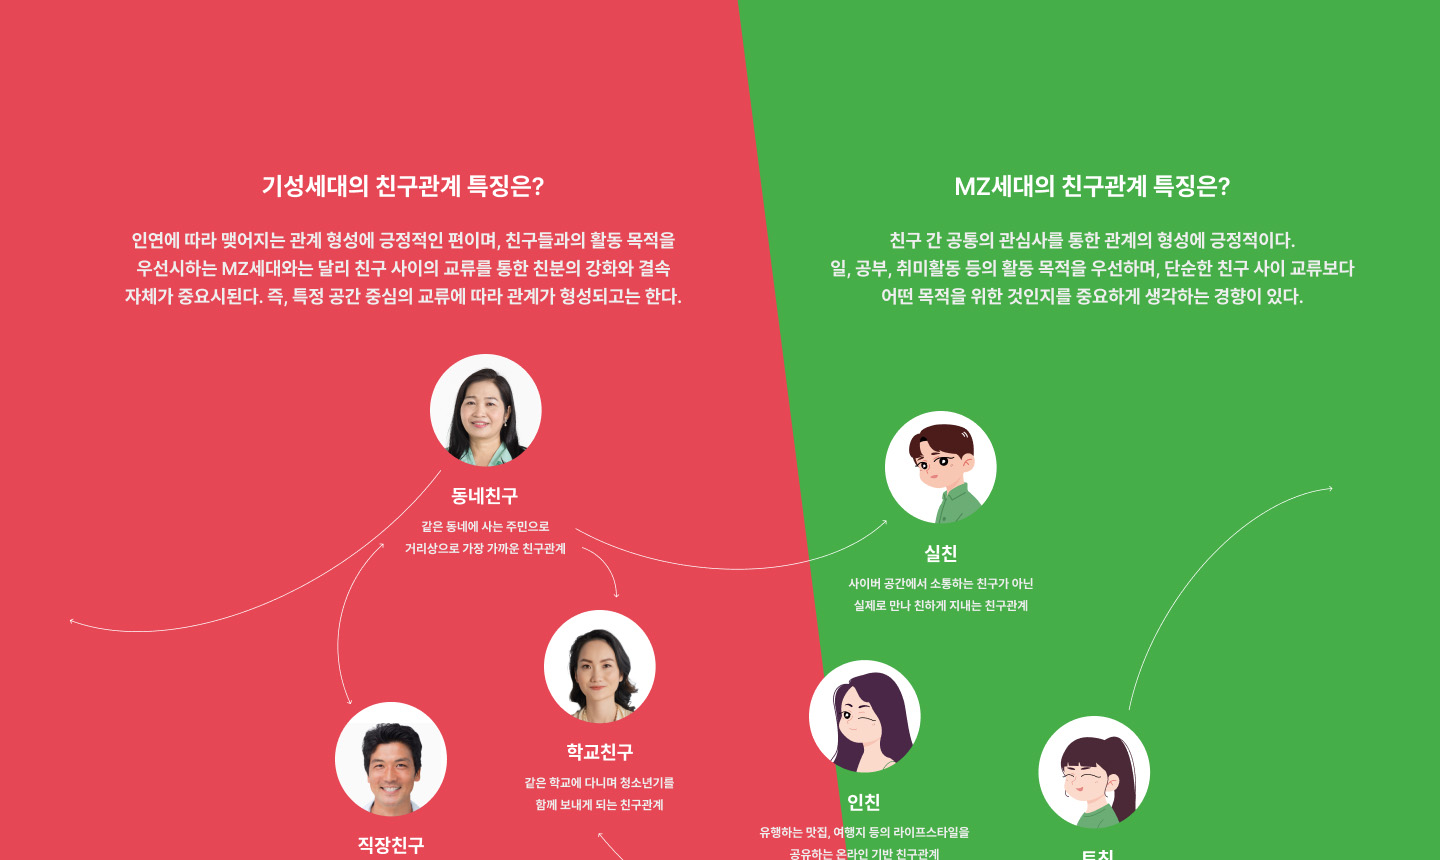 기성세대의 친구관계 특징은?
인연에 따라 맺어지는 관계 형성에 긍정적인 편이며, 친구들과의 활동 목적을
우선시하는 MZ세대와는 달리 친구 사이의 교류를 통한 친분의 강화와 결속
자체가 중요시된다. 즉, 특정 공간 중심의 교류에 따라 관계가 형성되고는 한다.
동네친구
같은 동네에 사는 주민으로
거리상으로 가장 가까운 친구관계
학교친구
같은 학교에 다니며 청소년기를
함께 보내게 되는 친구관계
직장친구
MZ세대의 친구관계 특징은?
친구 간 공통의 관심사를 통한 관계의 형성에 긍정적이다.
일, 공부, 취미활동 등의 활동 목적을 우선하며, 단순한 친구 사이 교류보다
어떤 목적을 위한 것인지를 중요하게 생각하는 경향이 있다.
실친
사이버 공간에서 소통하는 친구가 아닌
실제로 만나 친하게 지내는 친구관계
인친
유행하는 맛집, 여행지 등의 라이프스타일을
공유하는 온라인 기반 친구관계